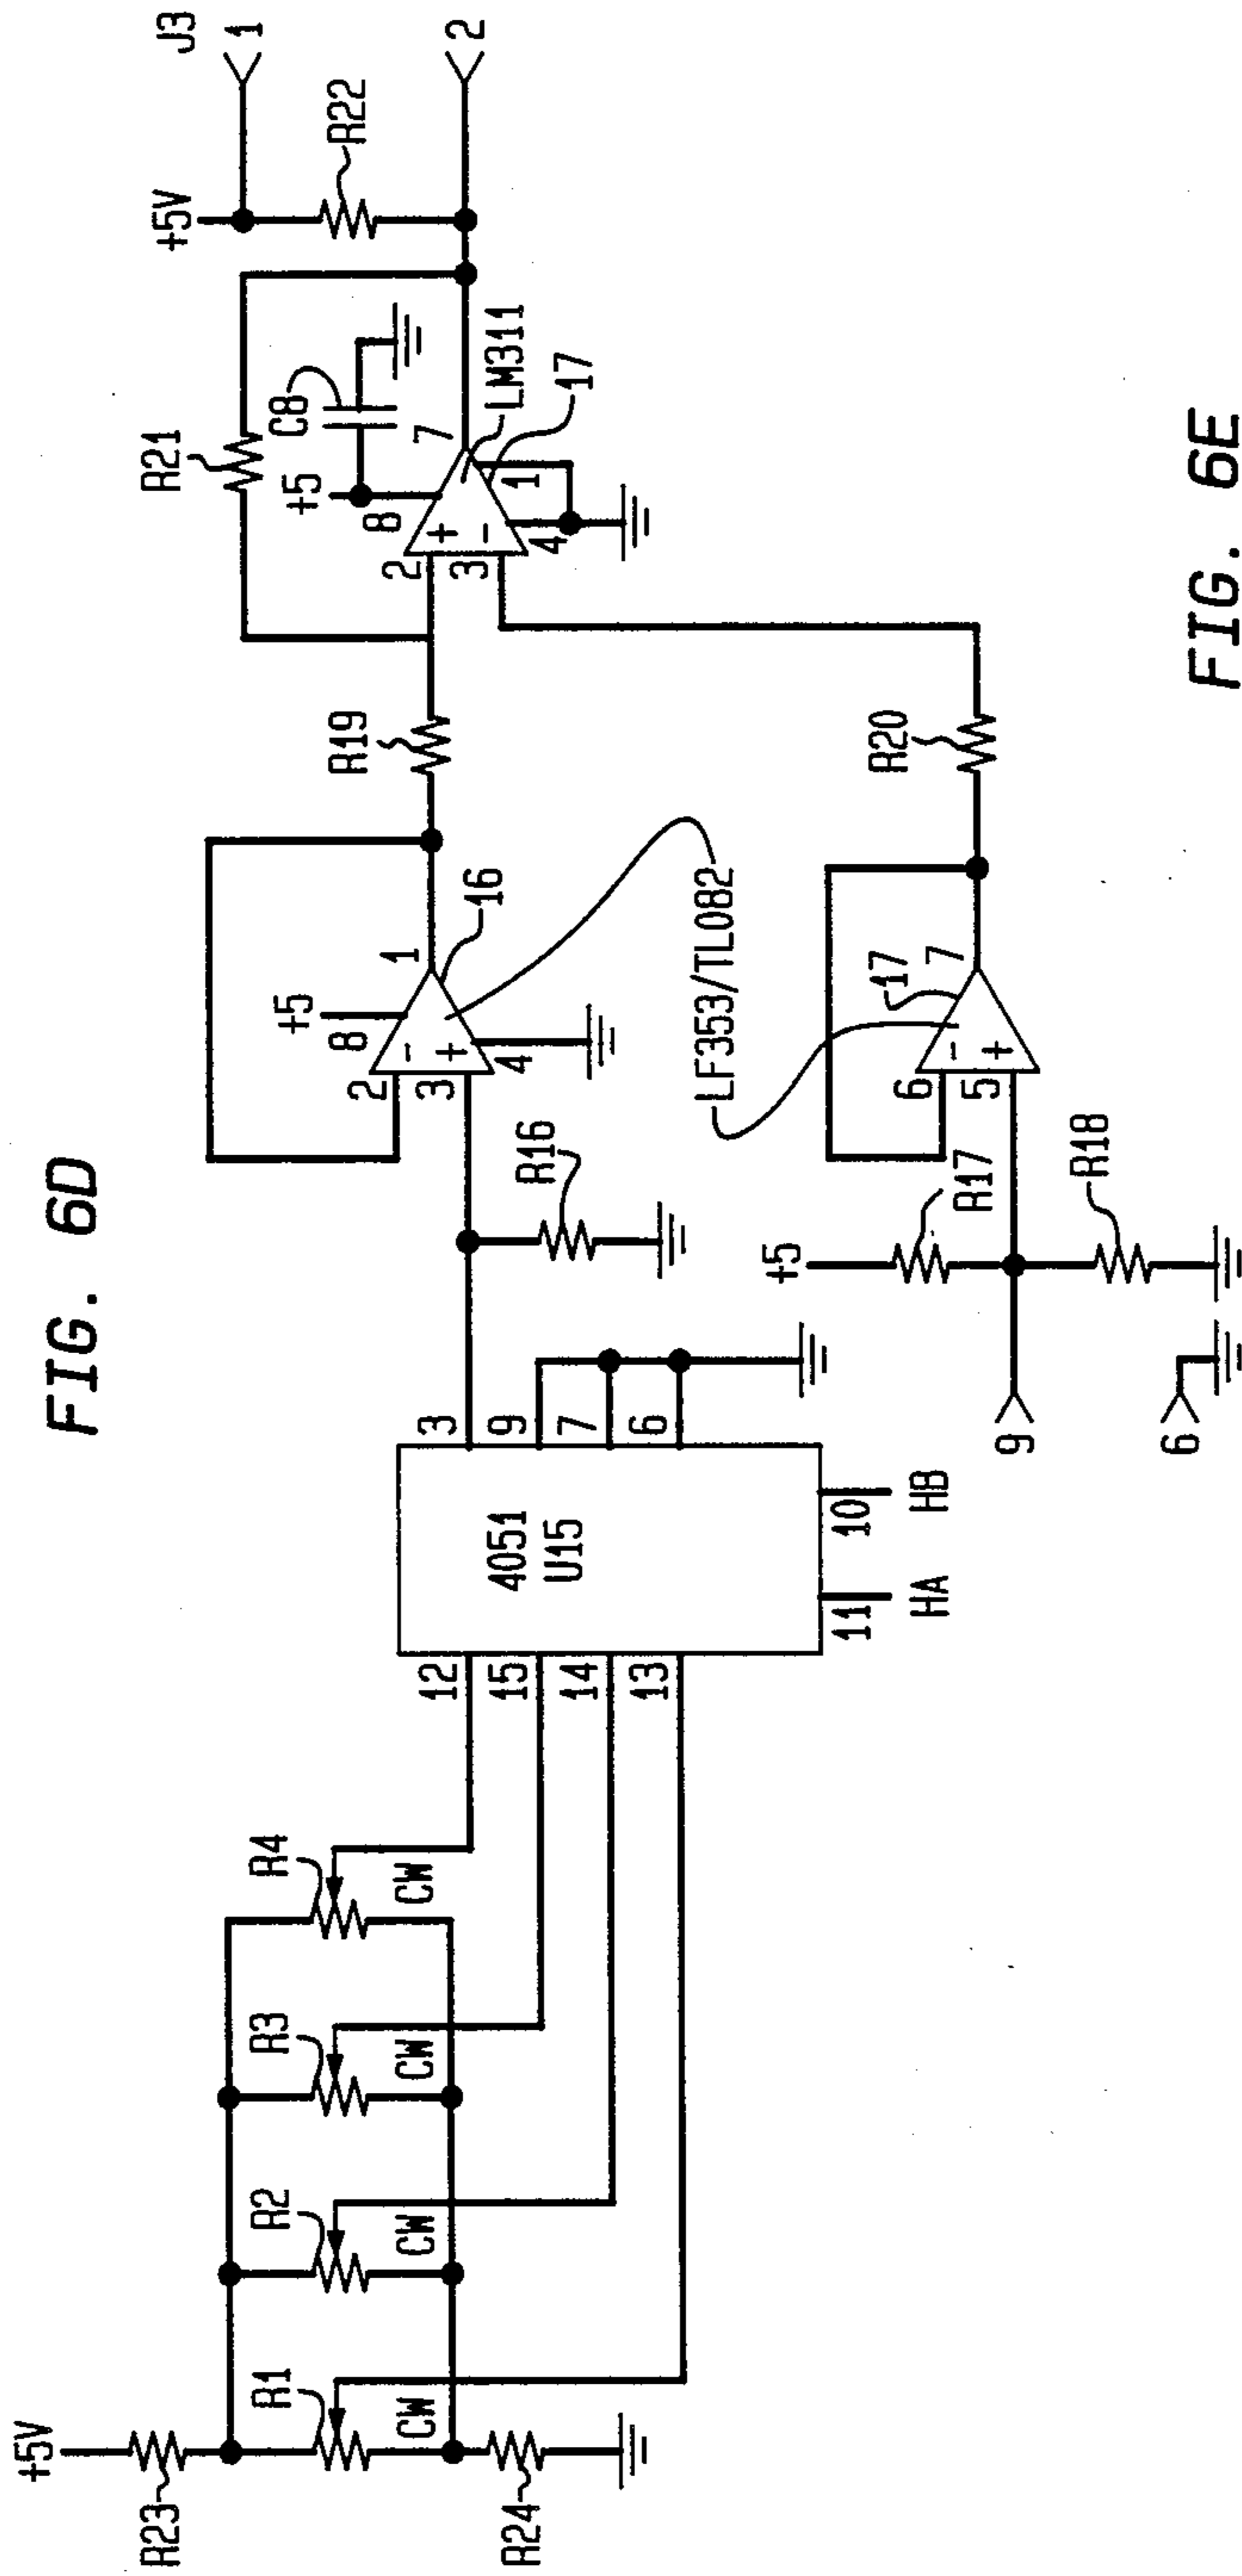 FIG. 6D
+5V
R23
R1
CW
R24
R2
CW
R3
CW
R4
CW
12
15
14
13
4051
U15
3
9
7
6
11
10
HA
HB
R16
2
3
8
+5
4
1
16
LF353/TL082
R19
R21
2
3
8
+5
C8
4
1
7
LM311
17
+5V
R22
J3
1
2
9
6
+5
R17
R18
6
5
7
17
R20
FIG. 6E